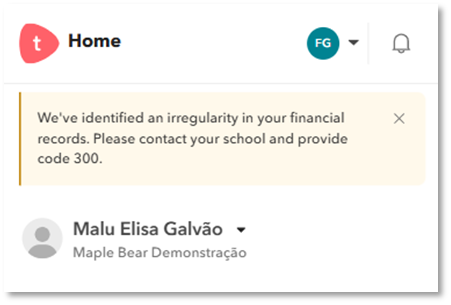 t Home FG
We've identified an irregularity in your financial
records. Please contact your school and provide
code 300.
Malu Elisa Galvão
Maple Bear Demonstração